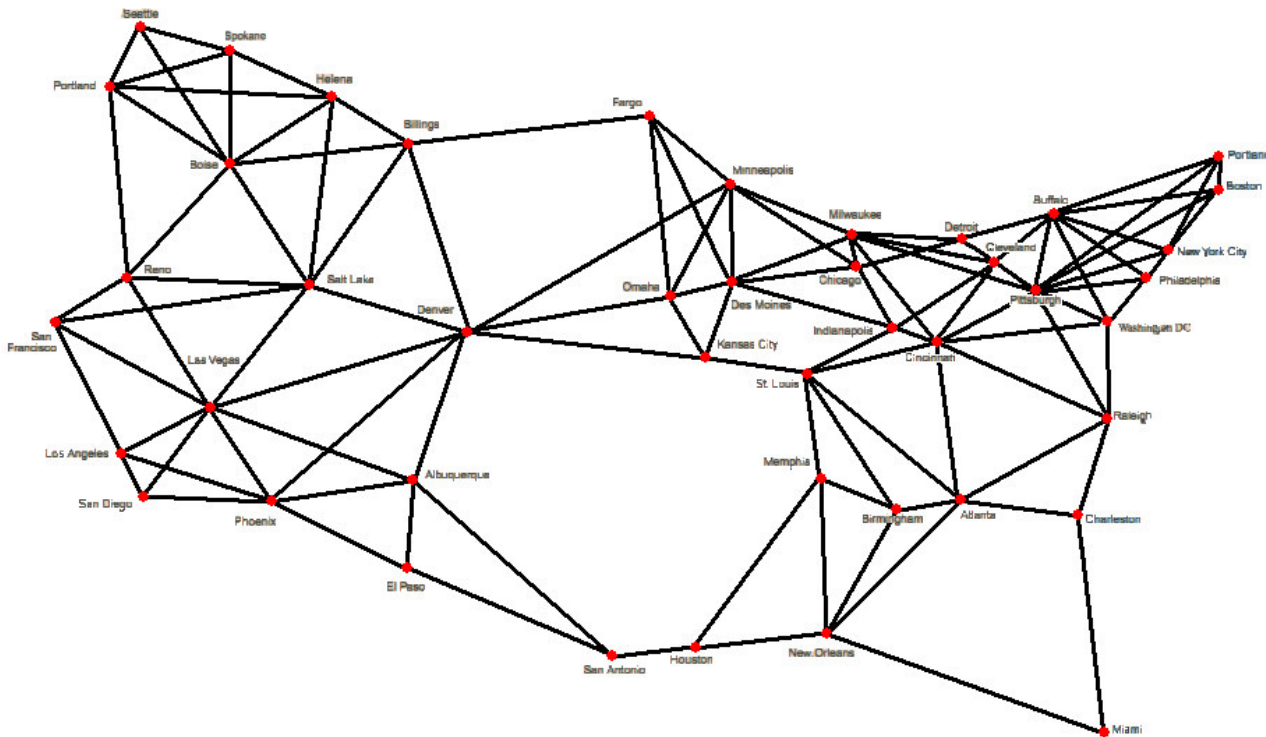 Seattle
Spokane
Portland
Helena
Billings
Fargo
Boise
Minneapolis
Portland
Boston
Buffalo
Milwaukee
Detroit
Cleveland
New York City
Reno
Salt Lake
Omaha
Des Moines
Chicago
Pittsburgh
Philadelphia
Denver
San
Francisco
Indianapolis
Washington DC
Las Vegas
Kansas City
Cincinnati
St. Louis
Raleigh
Los Angeles
Albuquerque
Memphis
San Diego
Phoenix
Birmingham
Atlanta
Charleston
El Paso
San Antonio
Houston
New Orleans
Miami